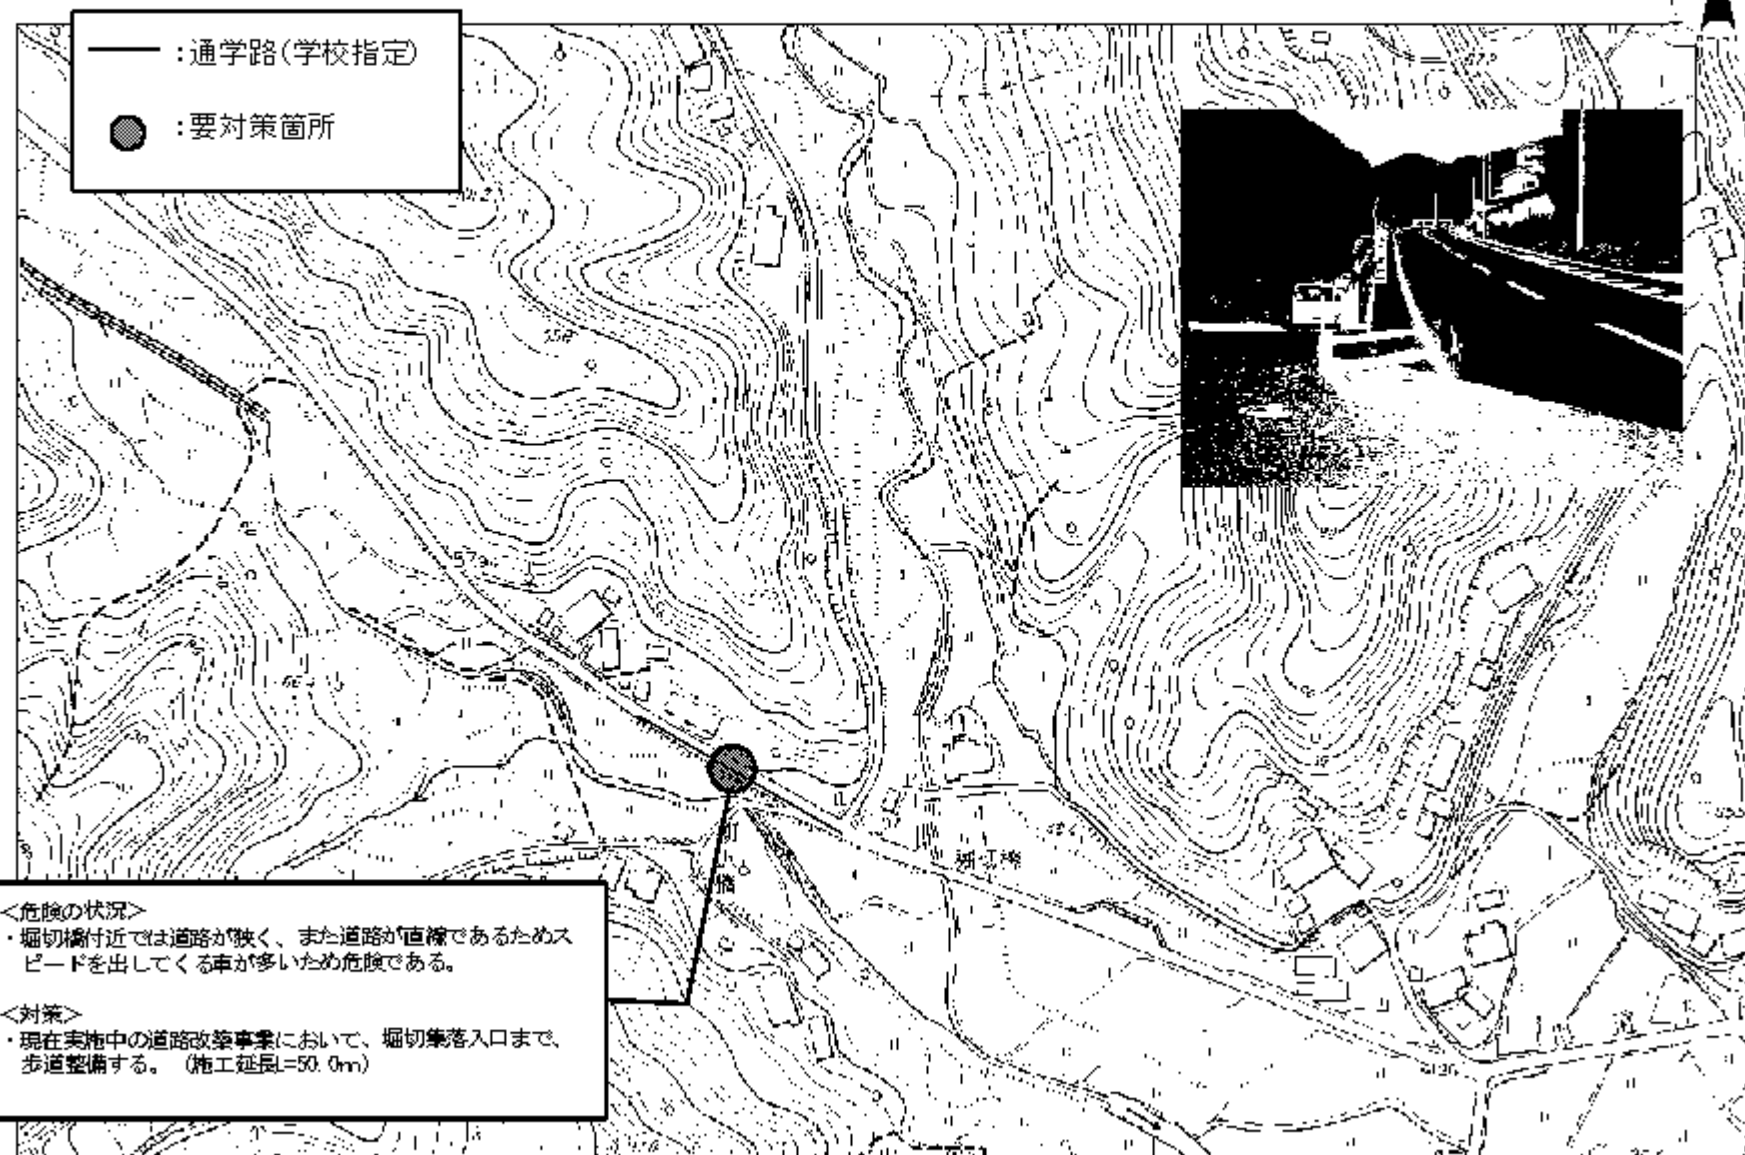 ：通学路(学校指定)
：要対策箇所
＜危険の状況＞
・堀切橋付近では道路が狭く、また道路が直線であるためス
ピードを出してくる車が多いため危険である。
＜対策＞
・現在実施中の道路改築事業において、堀切集落入口まで、
歩道整備する。　(施工延長L=50.0m)